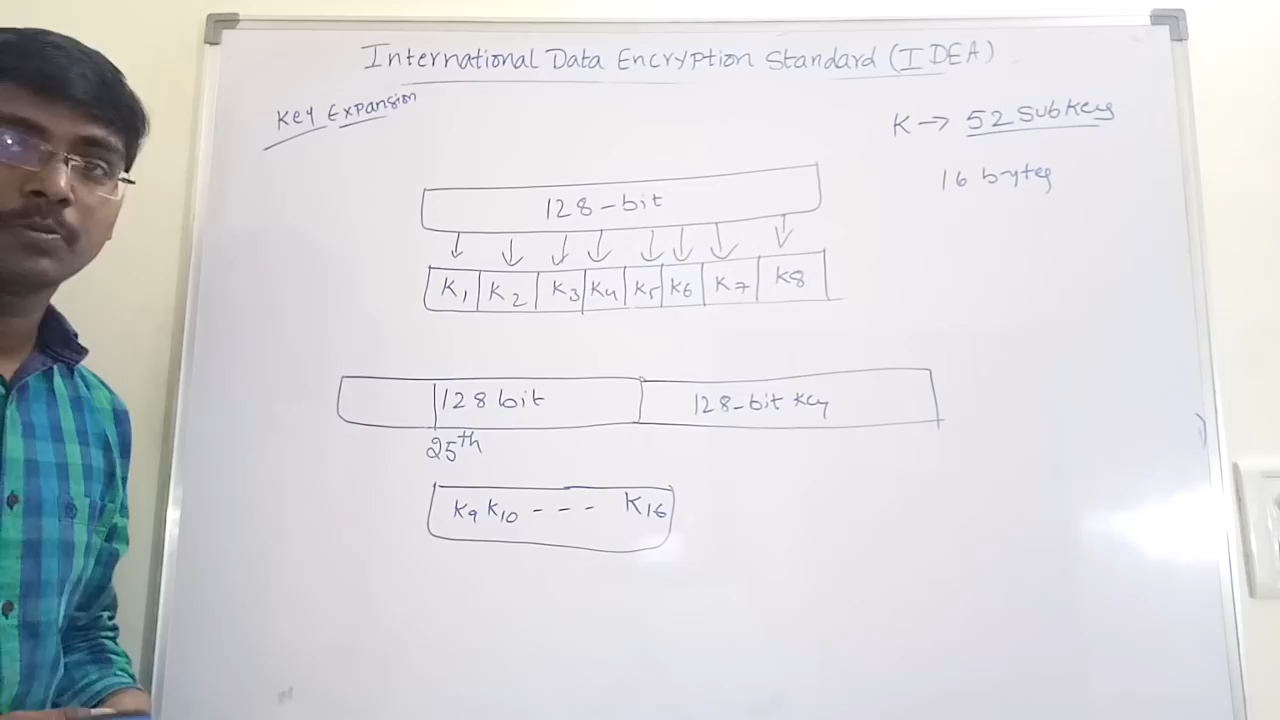 International Data Encryption Standard (IDEA)
Key Expansion
K → 52 Subkeys
16 bytes
128-bit
K1 K2 K3 K4 K5 K6 K7 K8
128 bit 128-bit Key
25th
K9 K10 --- K16